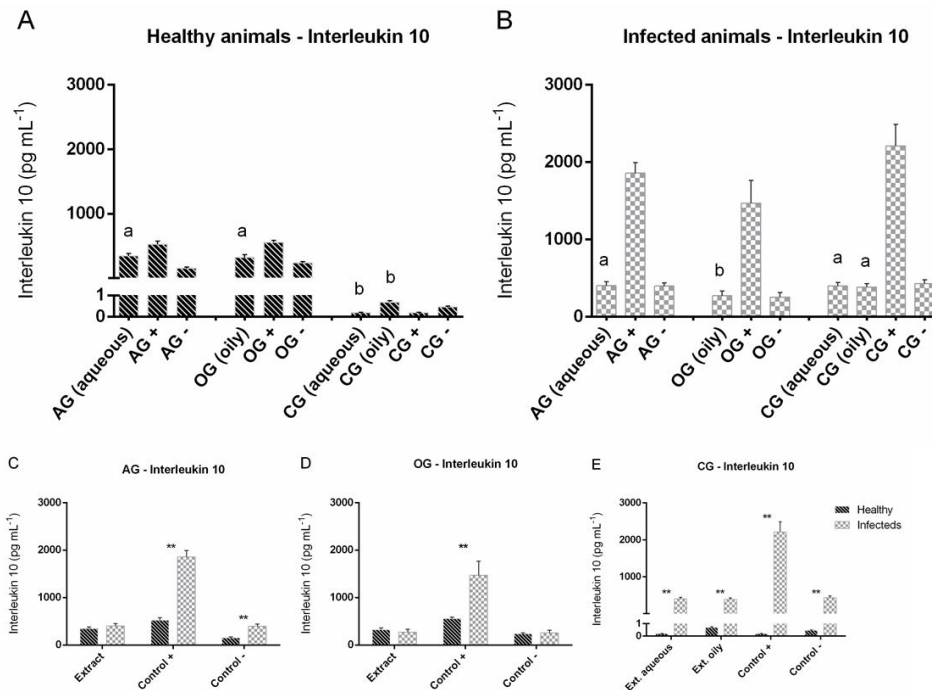 A
Healthy animals - Interleukin 10
Interleukin 10 (pg mL-1)
3000
2000
1000
1
0
a
a
b
b
AG (aqueous)
AG +
AG -
OG (oily)
OG +
OG -
CG (aqueous)
CG (oily)
CG +
CG -
B
Infected animals - Interleukin 10
Interleukin 10 (pg mL-1)
3000
2000
1000
0
a
b
a
a
AG (aqueous)
AG +
AG -
OG (oily)
OG +
OG -
CG (aqueous)
CG (oily)
CG +
CG -
C
AG - Interleukin 10
Interleukin 10 (pg mL-1)
3000
2000
1000
0
**
**
Extract
Control +
Control -
D
OG - Interleukin 10
Interleukin 10 (pg mL-1)
3000
2000
1000
0
**
Extract
Control +
Control -
E
CG - Interleukin 10
Interleukin 10 (pg mL-1)
3000
2000
1000
1
0
**
**
**
**
Ext. aqueous
Ext. oily
Control +
Control -
Healthy
Infecteds